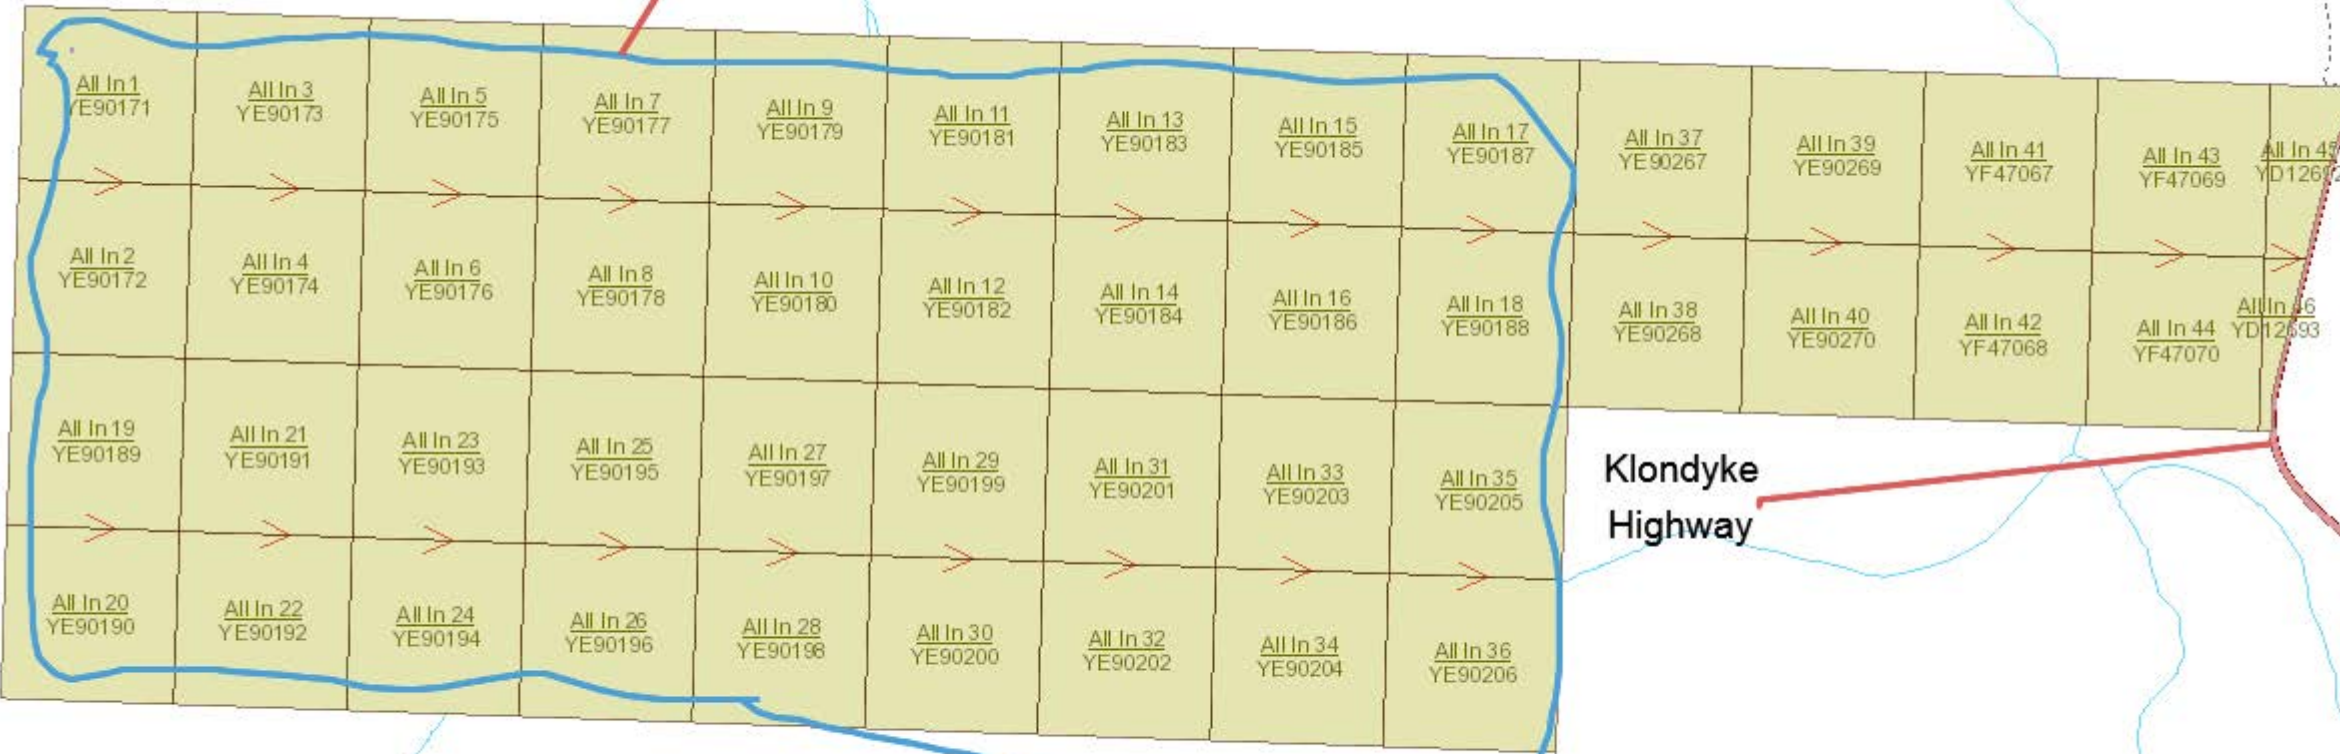 All In 1
YE90171
All In 3
YE90173
All In 5
YE90175
All In 7
YE90177
All In 9
YE90179
All In 11
YE90181
All In 13
YE90183
All In 15
YE90185
All In 17
YE90187
All In 37
YE90267
All In 39
YE90269
All In 41
YF47067
All In 43
YF47069
All In 45
All In 2
YE90172
All In 4
YE90174
All In 6
YE90176
All In 8
YE90178
All In 10
YE90180
All In 12
YE90182
All In 14
YE90184
All In 16
YE90186
All In 18
YE90188
All In 38
YE90268
All In 40
YE90270
All In 42
YF47068
All In 44
YF47070
All In 46
All In 19
YE90189
All In 21
YE90191
All In 23
YE90193
All In 25
YE90195
All In 27
YE90197
All In 29
YE90199
All In 31
YE90201
All In 33
YE90203
All In 35
YE90205
Klondyke
Highway
All In 20
YE90190
All In 22
YE90192
All In 24
YE90194
All In 26
YE90196
All In 28
YE90198
All In 30
YE90200
All In 32
YE90202
All In 34
YE90204
All In 36
YE90206